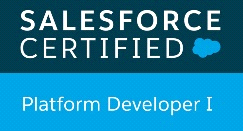 SALESFORCE
CERTIFIED
Platform Developer I